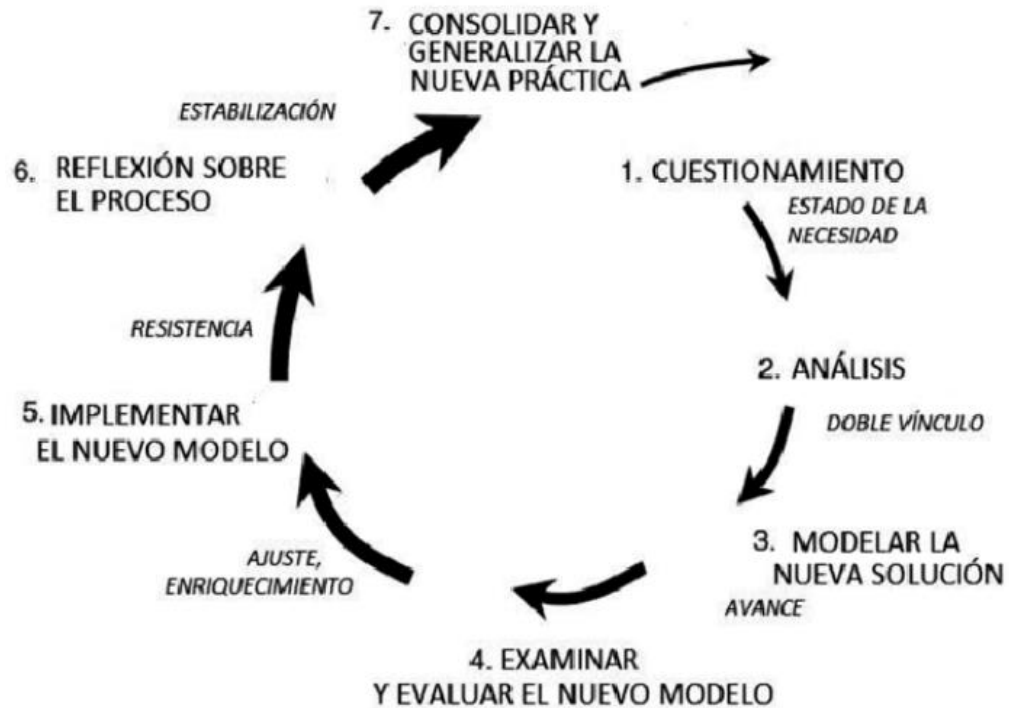 7. CONSOLIDAR Y
GENERALIZAR LA
NUEVA PRÁCTICA
ESTABILIZACIÓN
6. REFLEXIÓN SOBRE
EL PROCESO
1. CUESTIONAMIENTO
ESTADO DE LA
NECESIDAD
RESISTENCIA
2. ANÁLISIS
DOBLE VÍNCULO
5. IMPLEMENTAR
EL NUEVO MODELO
3. MODELAR LA
NUEVA SOLUCIÓN
AVANCE
AJUSTE,
ENRIQUECIMIENTO
4. EXAMINAR
Y EVALUAR EL NUEVO MODELO